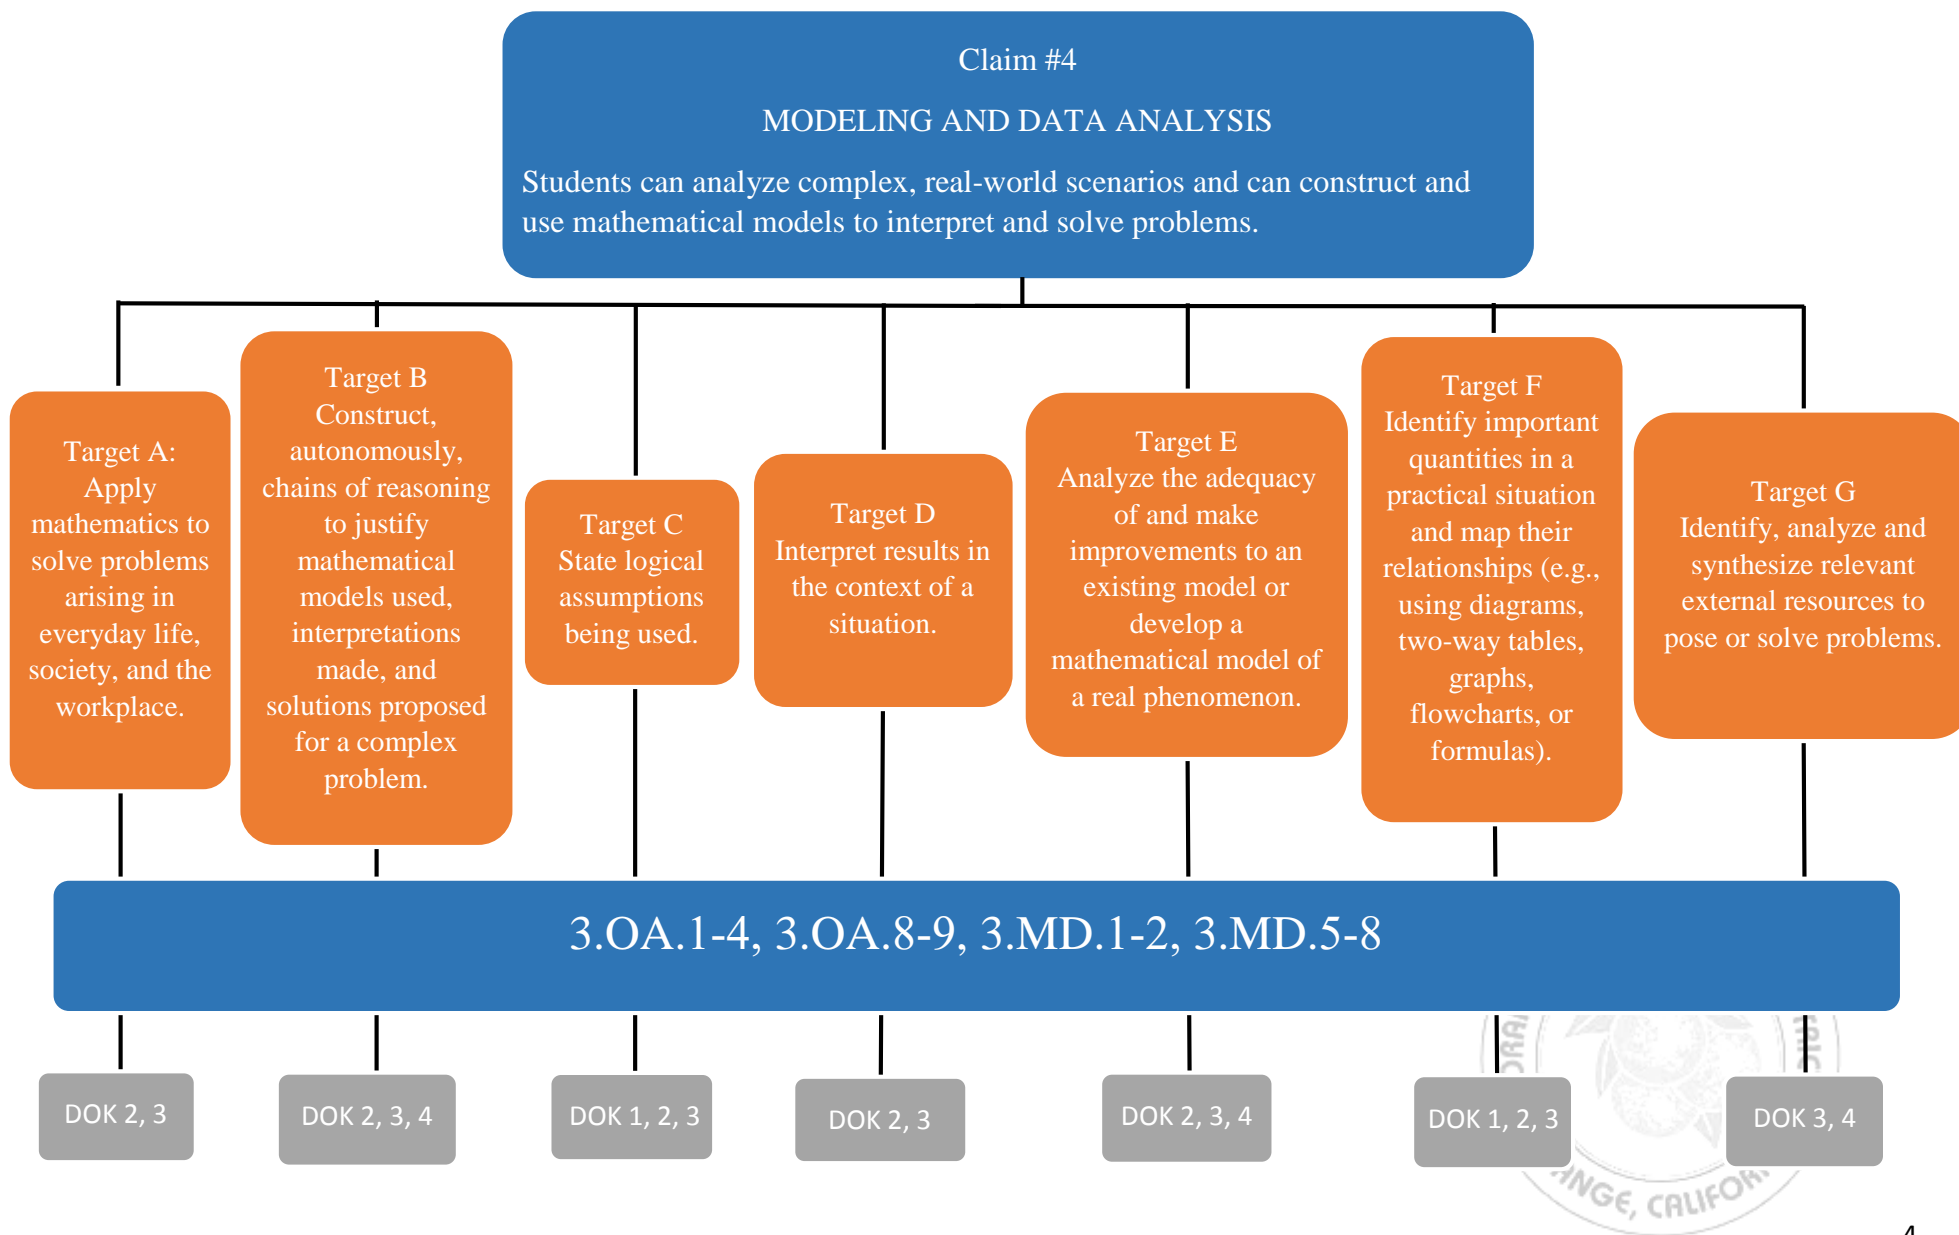 Claim #4
MODELING AND DATA ANALYSIS
Students can analyze complex, real-world scenarios and can construct and
use mathematical models to interpret and solve problems.
Target A:
Apply
mathematics to
solve problems
arising in
everyday life,
society, and the
workplace.
Target B
Construct,
autonomously,
chains of reasoning
to justify
mathematical
models used,
interpretations
made, and
solutions proposed
for a complex
problem.
Target C
State logical
assumptions
being used.
Target D
Interpret results in
the context of a
situation.
Target E
Analyze the adequacy
of and make
improvements to an
existing model or
develop a
mathematical model of
a real phenomenon.
Target F
Identify important
quantities in a
practical situation
and map their
relationships (e.g.,
using diagrams,
two-way tables,
graphs,
flowcharts, or
formulas).
Target G
Identify, analyze and
synthesize relevant
external resources to
pose or solve problems.
3.OA.1-4, 3.OA.8-9, 3.MD.1-2, 3.MD.5-8
DOK 2, 3
DOK 2, 3, 4
DOK 1, 2, 3
DOK 2, 3
DOK 2, 3, 4
DOK 1, 2, 3
DOK 3, 4